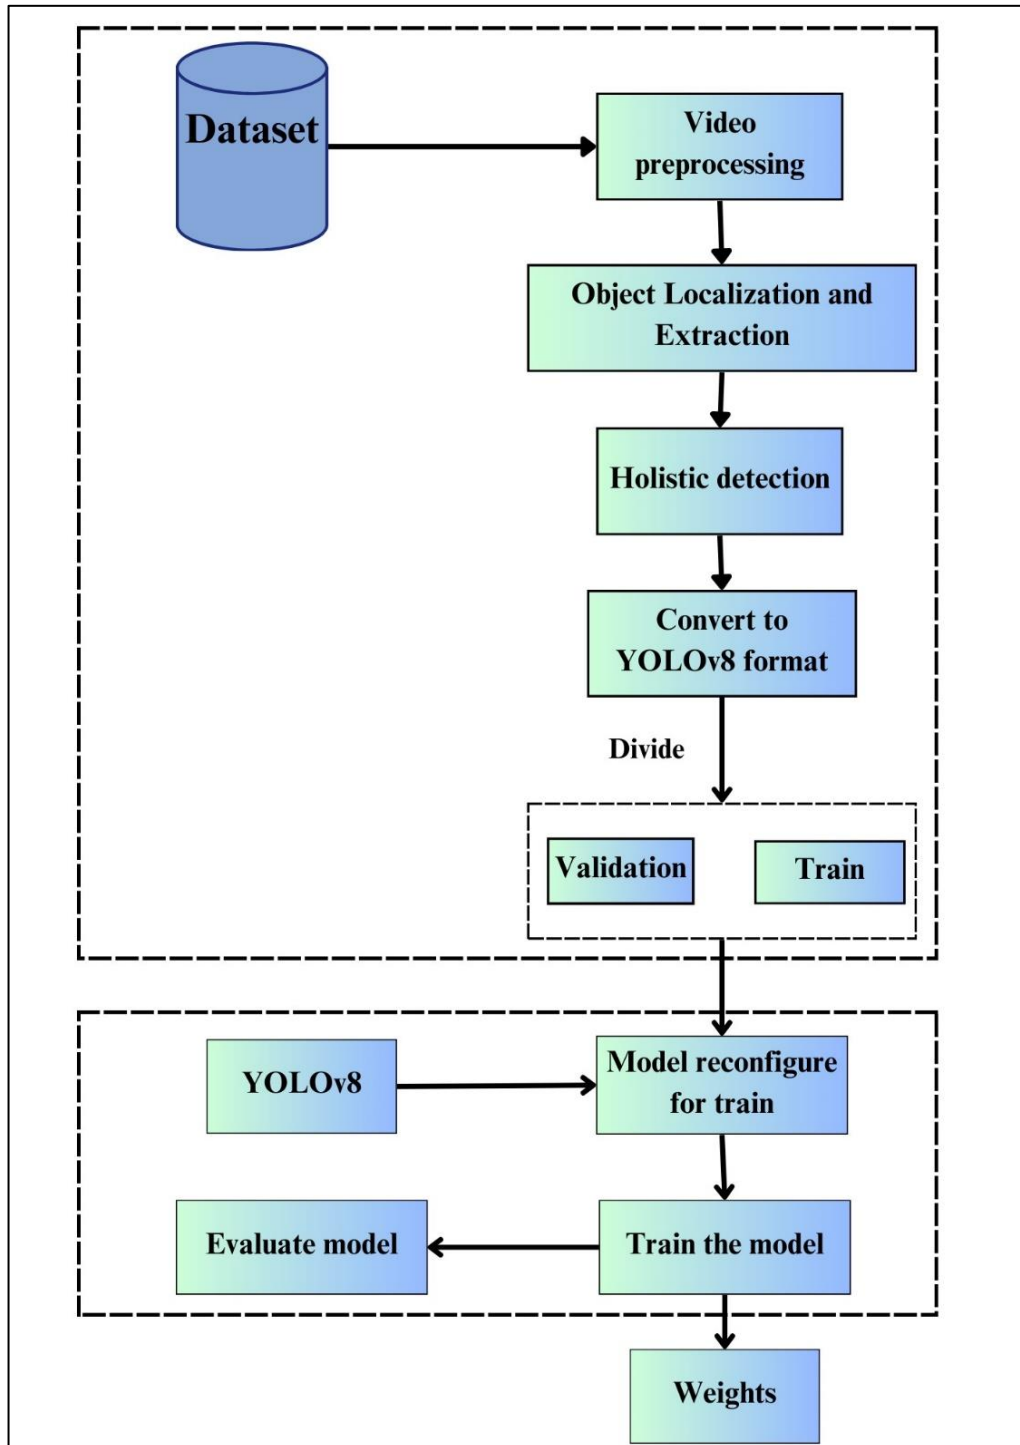 Dataset
Video
preprocessing
Object Localization and
Extraction
Holistic detection
Convert to
YOLOv8 format
Divide
Validation
Train
YOLOv8
Model reconfigure
for train
Evaluate model
Train the model
Weights